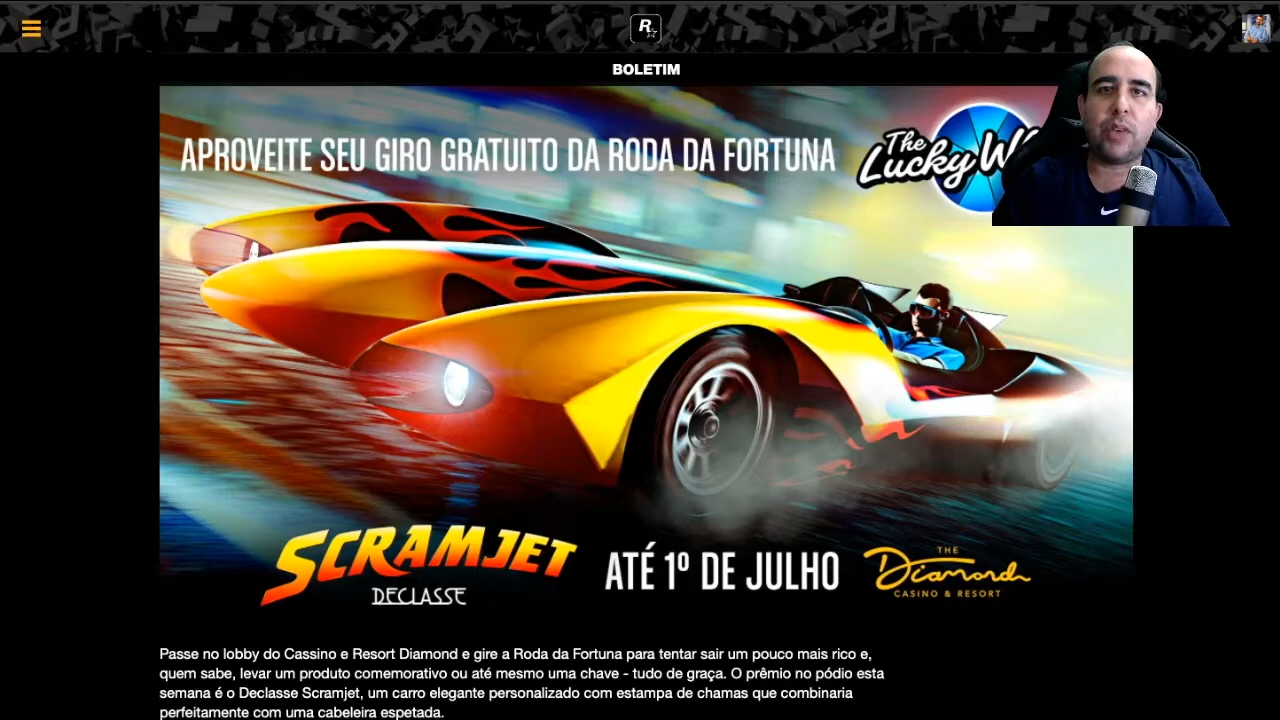 R
BOLETIM
APROVEITE SEU GIRO GRATUITO DA RODA DA FORTUNA
The
Lucky W
SCRAMJET
DECLASSE
ATÉ 1º DE JULHO
THE
Diamond
CASINO & RESORT
Passe no lobby do Cassino e Resort Diamond e gire a Roda da Fortuna para tentar sair um pouco mais rico e,
quem sabe, levar um produto comemorativo ou até mesmo uma chave - tudo de graça. O prêmio no pódio esta
semana é o Declasse Scramjet, um carro elegante personalizado com estampa de chamas que combinaria
perfeitamente com uma cabeleira espetada.